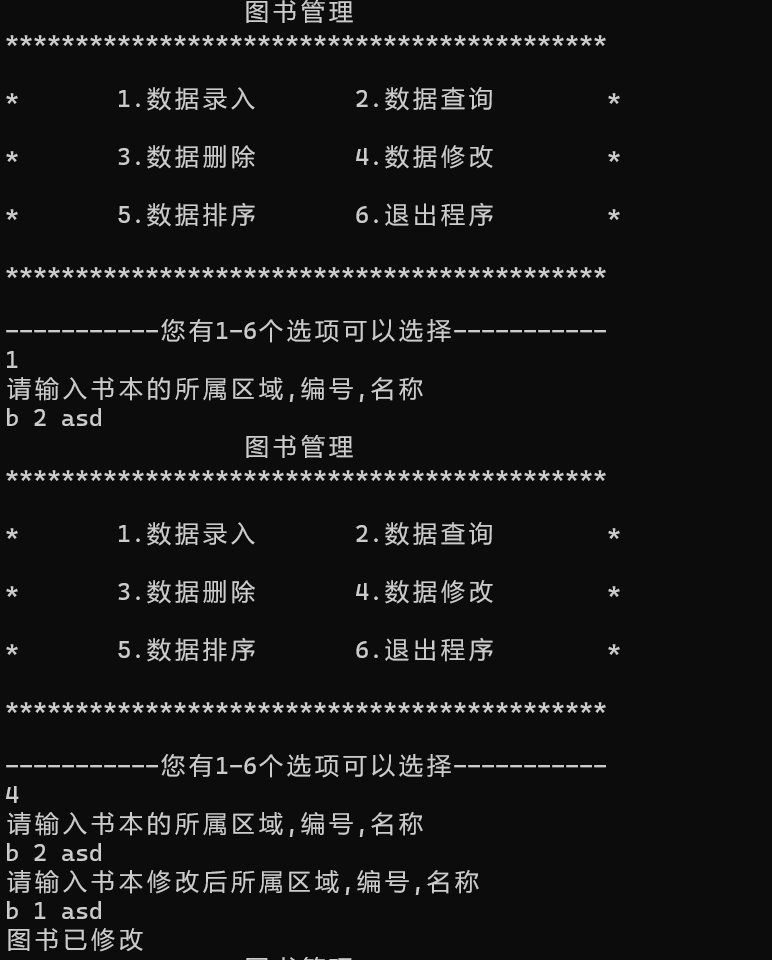 图书管理
*******************************************
*       1.数据录入       2.数据查询        *
*       3.数据删除       4.数据修改        *
*       5.数据排序       6.退出程序        *
*******************************************
-----------您有1-6个选项可以选择-----------
1
请输入书本的所属区域,编号,名称
b 2 asd
图书管理
*******************************************
*       1.数据录入       2.数据查询        *
*       3.数据删除       4.数据修改        *
*       5.数据排序       6.退出程序        *
*******************************************
-----------您有1-6个选项可以选择-----------
4
请输入书本的所属区域,编号,名称
b 2 asd
请输入书本修改后所属区域,编号,名称
b 1 asd
图书已修改